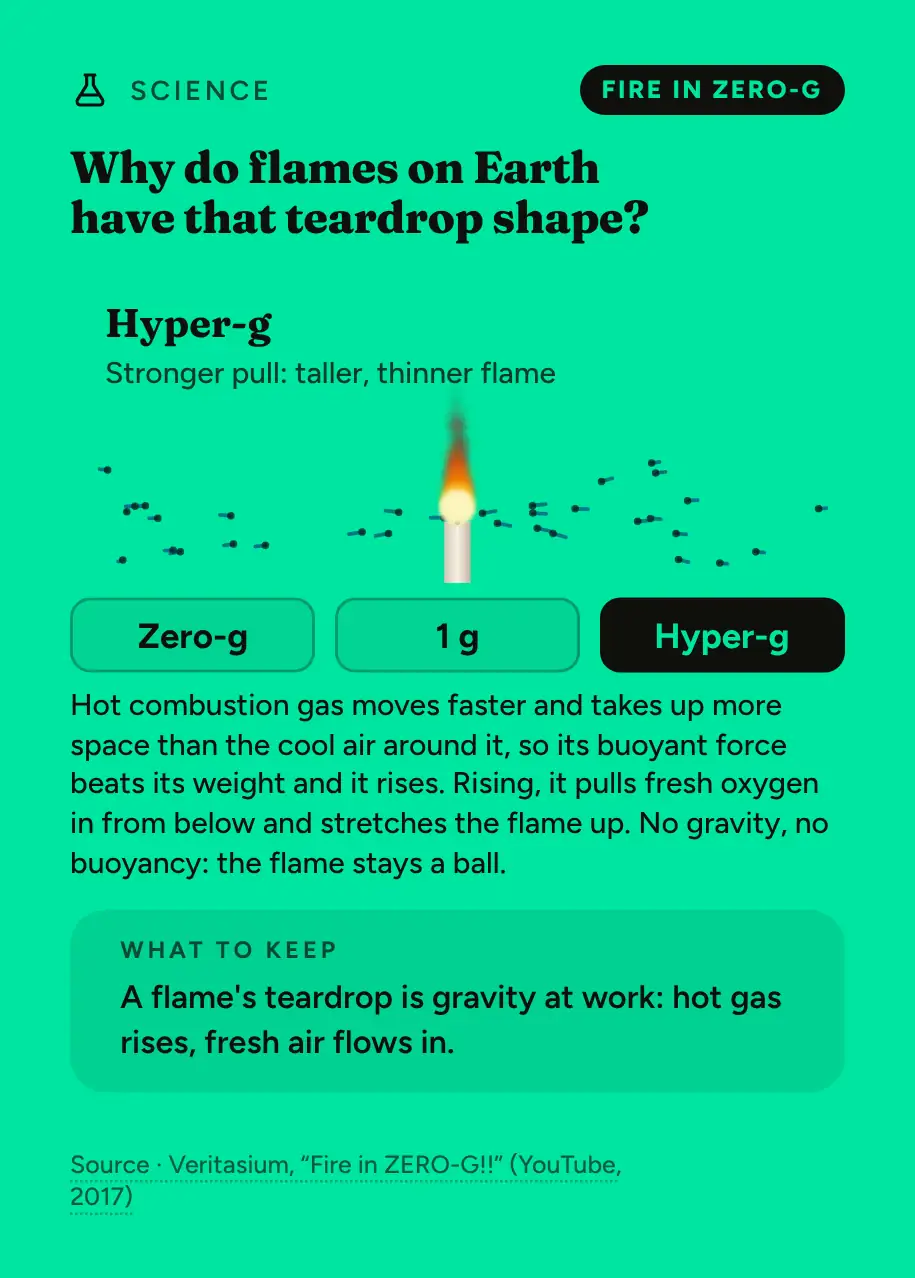 SCIENCE
FIRE IN ZERO-G
Why do flames on Earth
have that teardrop shape?
Hyper-g
Stronger pull: taller, thinner flame
Zero-g
1 g
Hyper-g
Hot combustion gas moves faster and takes up more
space than the cool air around it, so its buoyant force
beats its weight and it rises. Rising, it pulls fresh oxygen
in from below and stretches the flame up. No gravity, no
buoyancy: the flame stays a ball.
WHAT TO KEEP
A flame's teardrop is gravity at work: hot gas
rises, fresh air flows in.
Source · Veritasium, “Fire in ZERO-G!!” (YouTube,
2017)